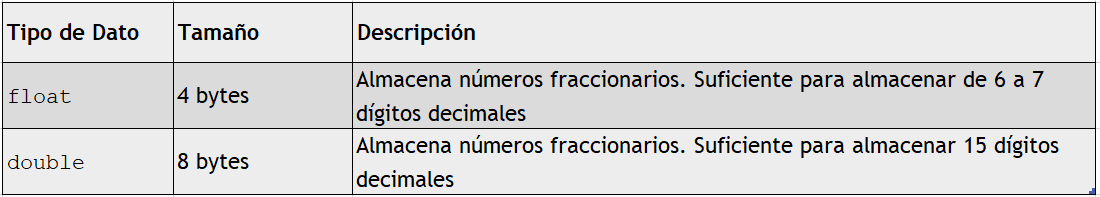 Tipo de Dato Tamaño Descripción
float 4 bytes Almacena números fraccionarios. Suficiente para almacenar de 6 a 7
dígitos decimales
double 8 bytes Almacena números fraccionarios. Suficiente para almacenar 15 dígitos
decimales